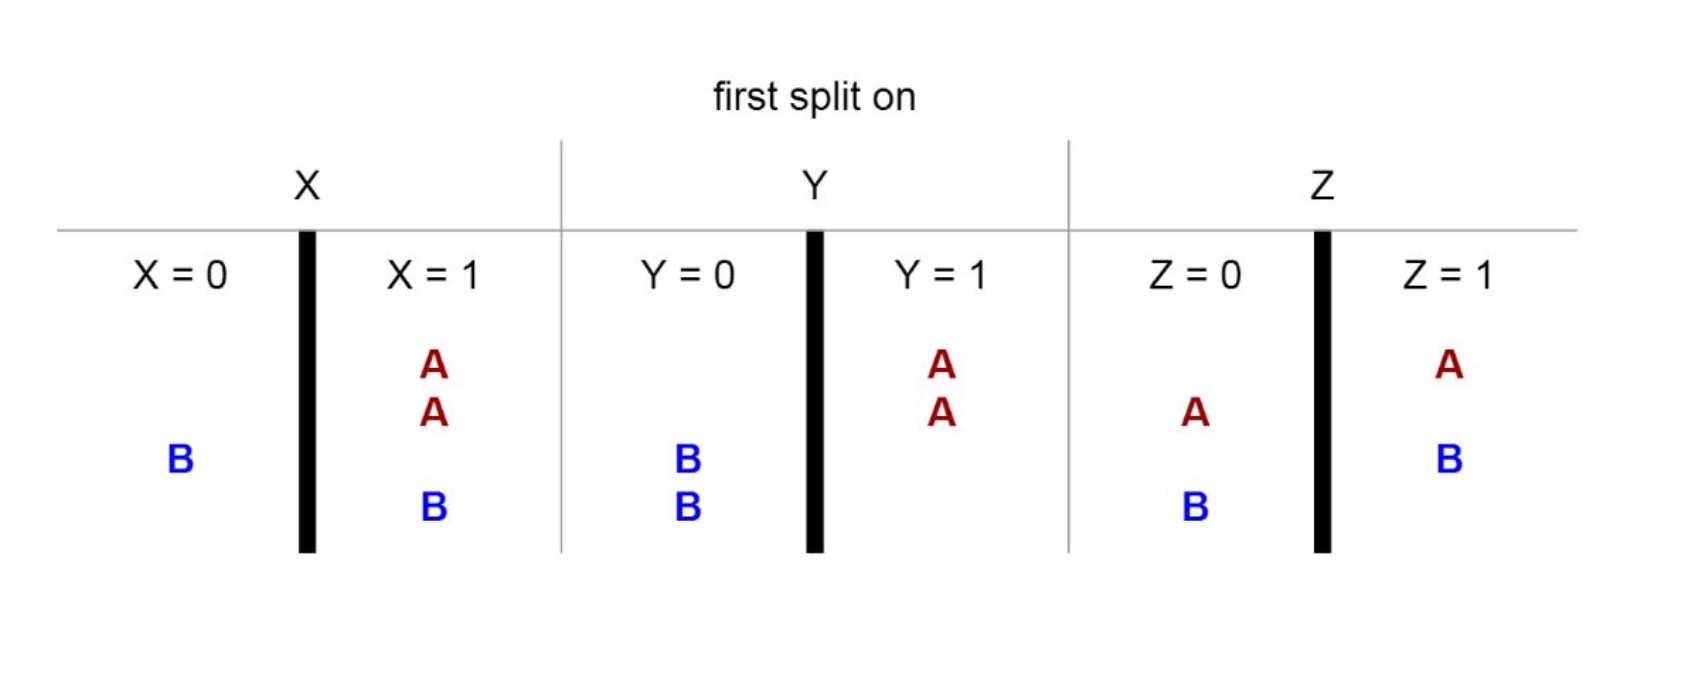 first split on
X Y Z
X = 0 X = 1 Y = 0 Y = 1 Z = 0 Z = 1
A A A
A A A
B B B
B B B